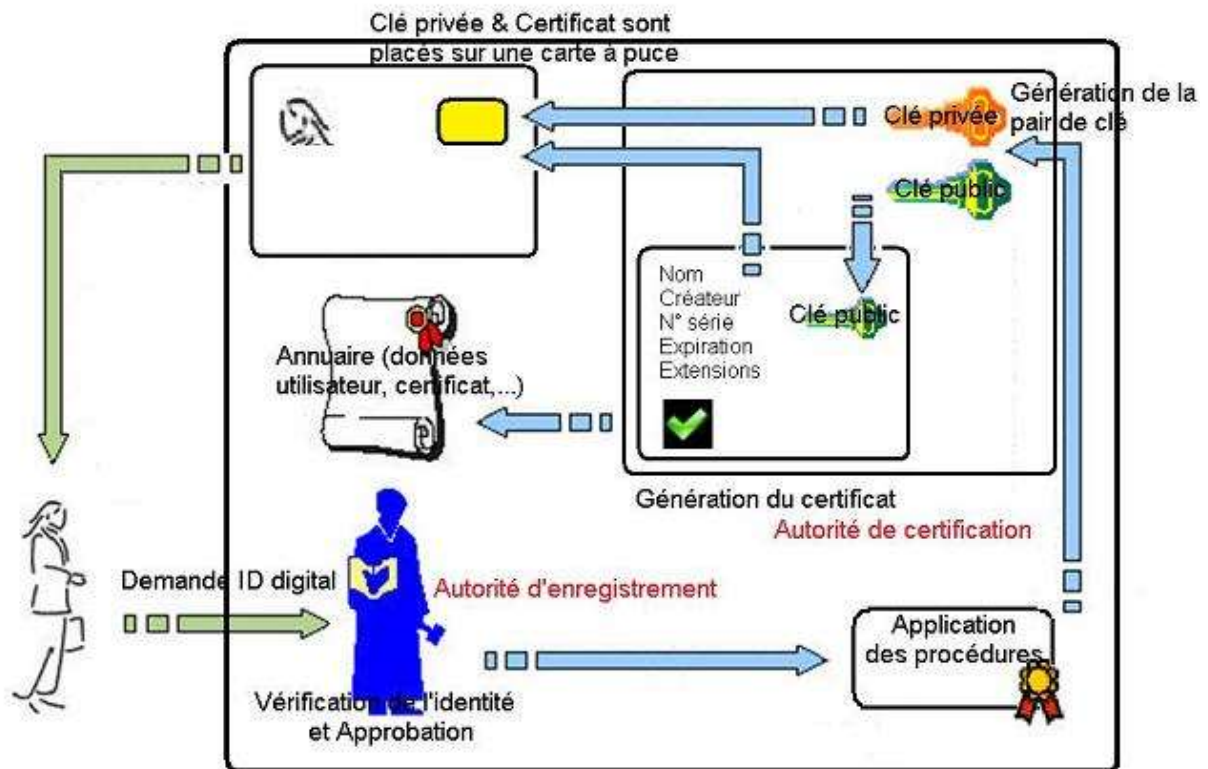 Clé privée & Certificat sont
placés sur une carte à puce
Clé privée
Génération de la
pair de clé
Clé public
Nom
Créateur
N° série
Expiration
Extensions
Clé public
Annuaire (données
utilisateur, certificat,...)
Génération du certificat
Autorité de certification
Demande ID digital
Autorité d'enregistrement
Application
des procédures
Vérification de l'identité
et Approbation